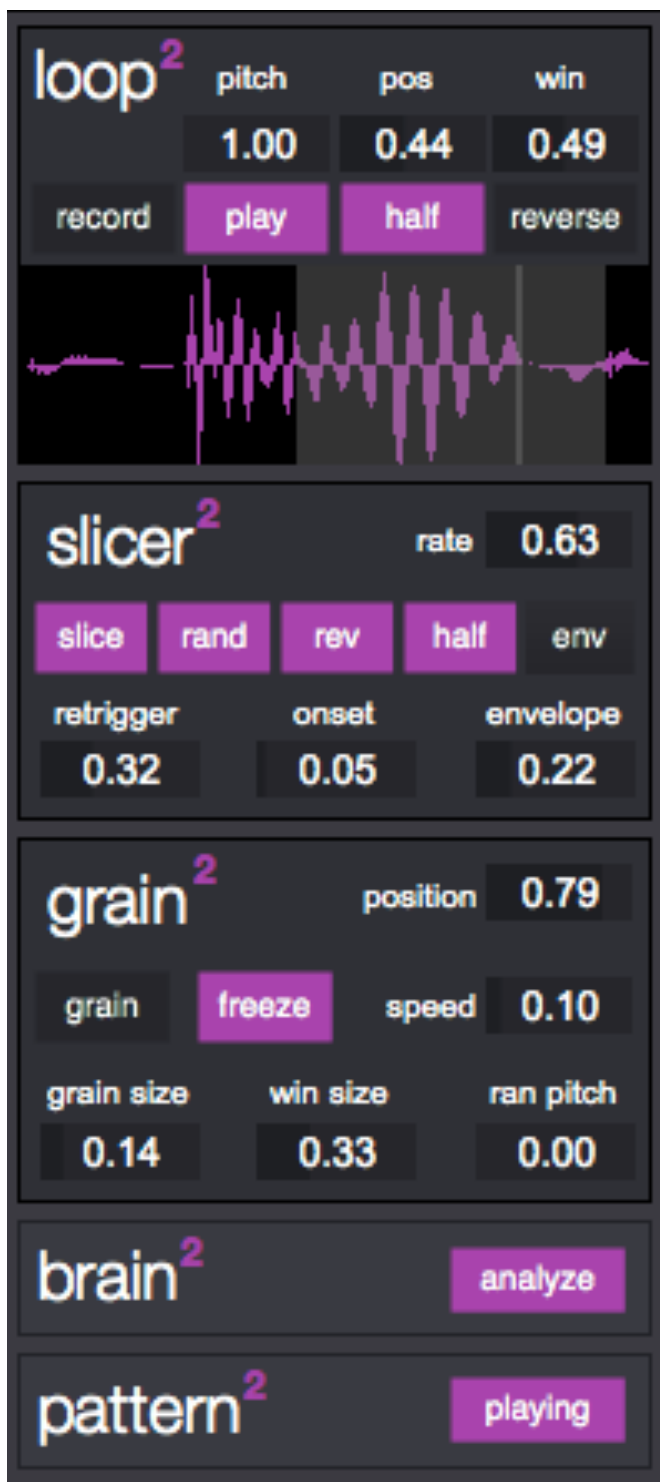 loop² pitch pos win
1.00 0.44 0.49
record play half reverse
slicer² rate 0.63
slice rand rev half env
retrigger onset envelope
0.32 0.05 0.22
grain² position 0.79
grain freeze speed 0.10
grain size win size ran pitch
0.14 0.33 0.00
brain² analyze
pattern² playing